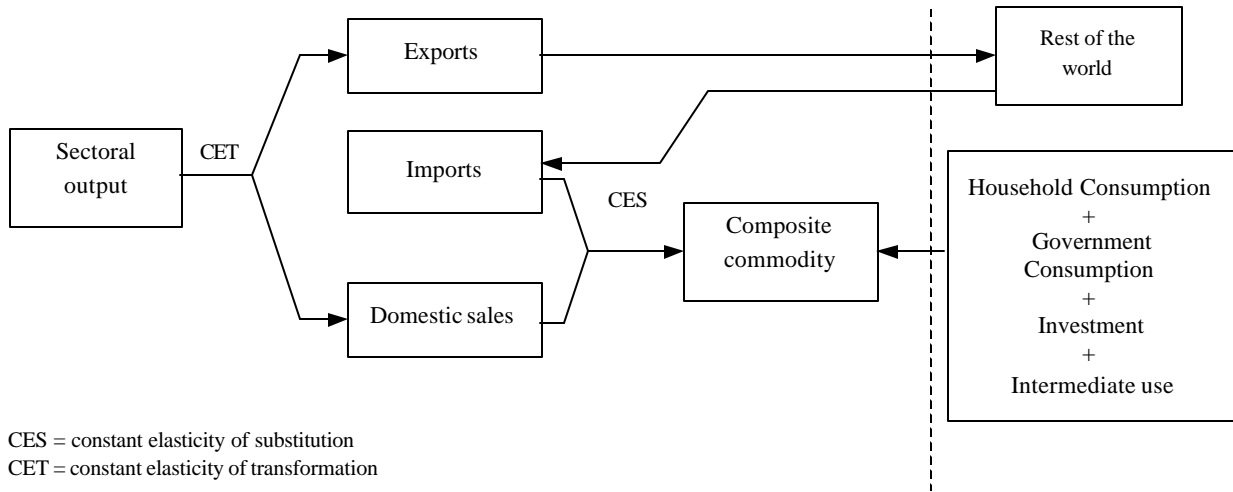 Exports
Rest of the
world
Sectoral
output
CET
Imports
CES
Composite
commodity
Domestic sales
Household Consumption
+
Government
Consumption
+
Investment
+
Intermediate use
CES = constant elasticity of substitution
CET = constant elasticity of transformation